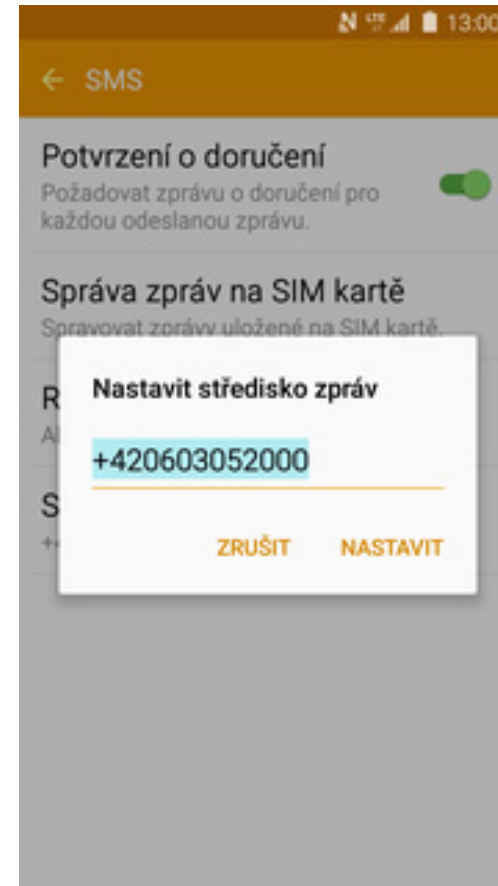 LTE 13:00
SMS
Potvrzení o doručení
Požadovat zprávu o doručení pro
každou odeslanou zprávu.
Správa zpráv na SIM kartě
Spravovat zprávy uložené na SIM kartě.
Nastavit středisko zpráv
+420603052000
ZRUŠIT NASTAVIT